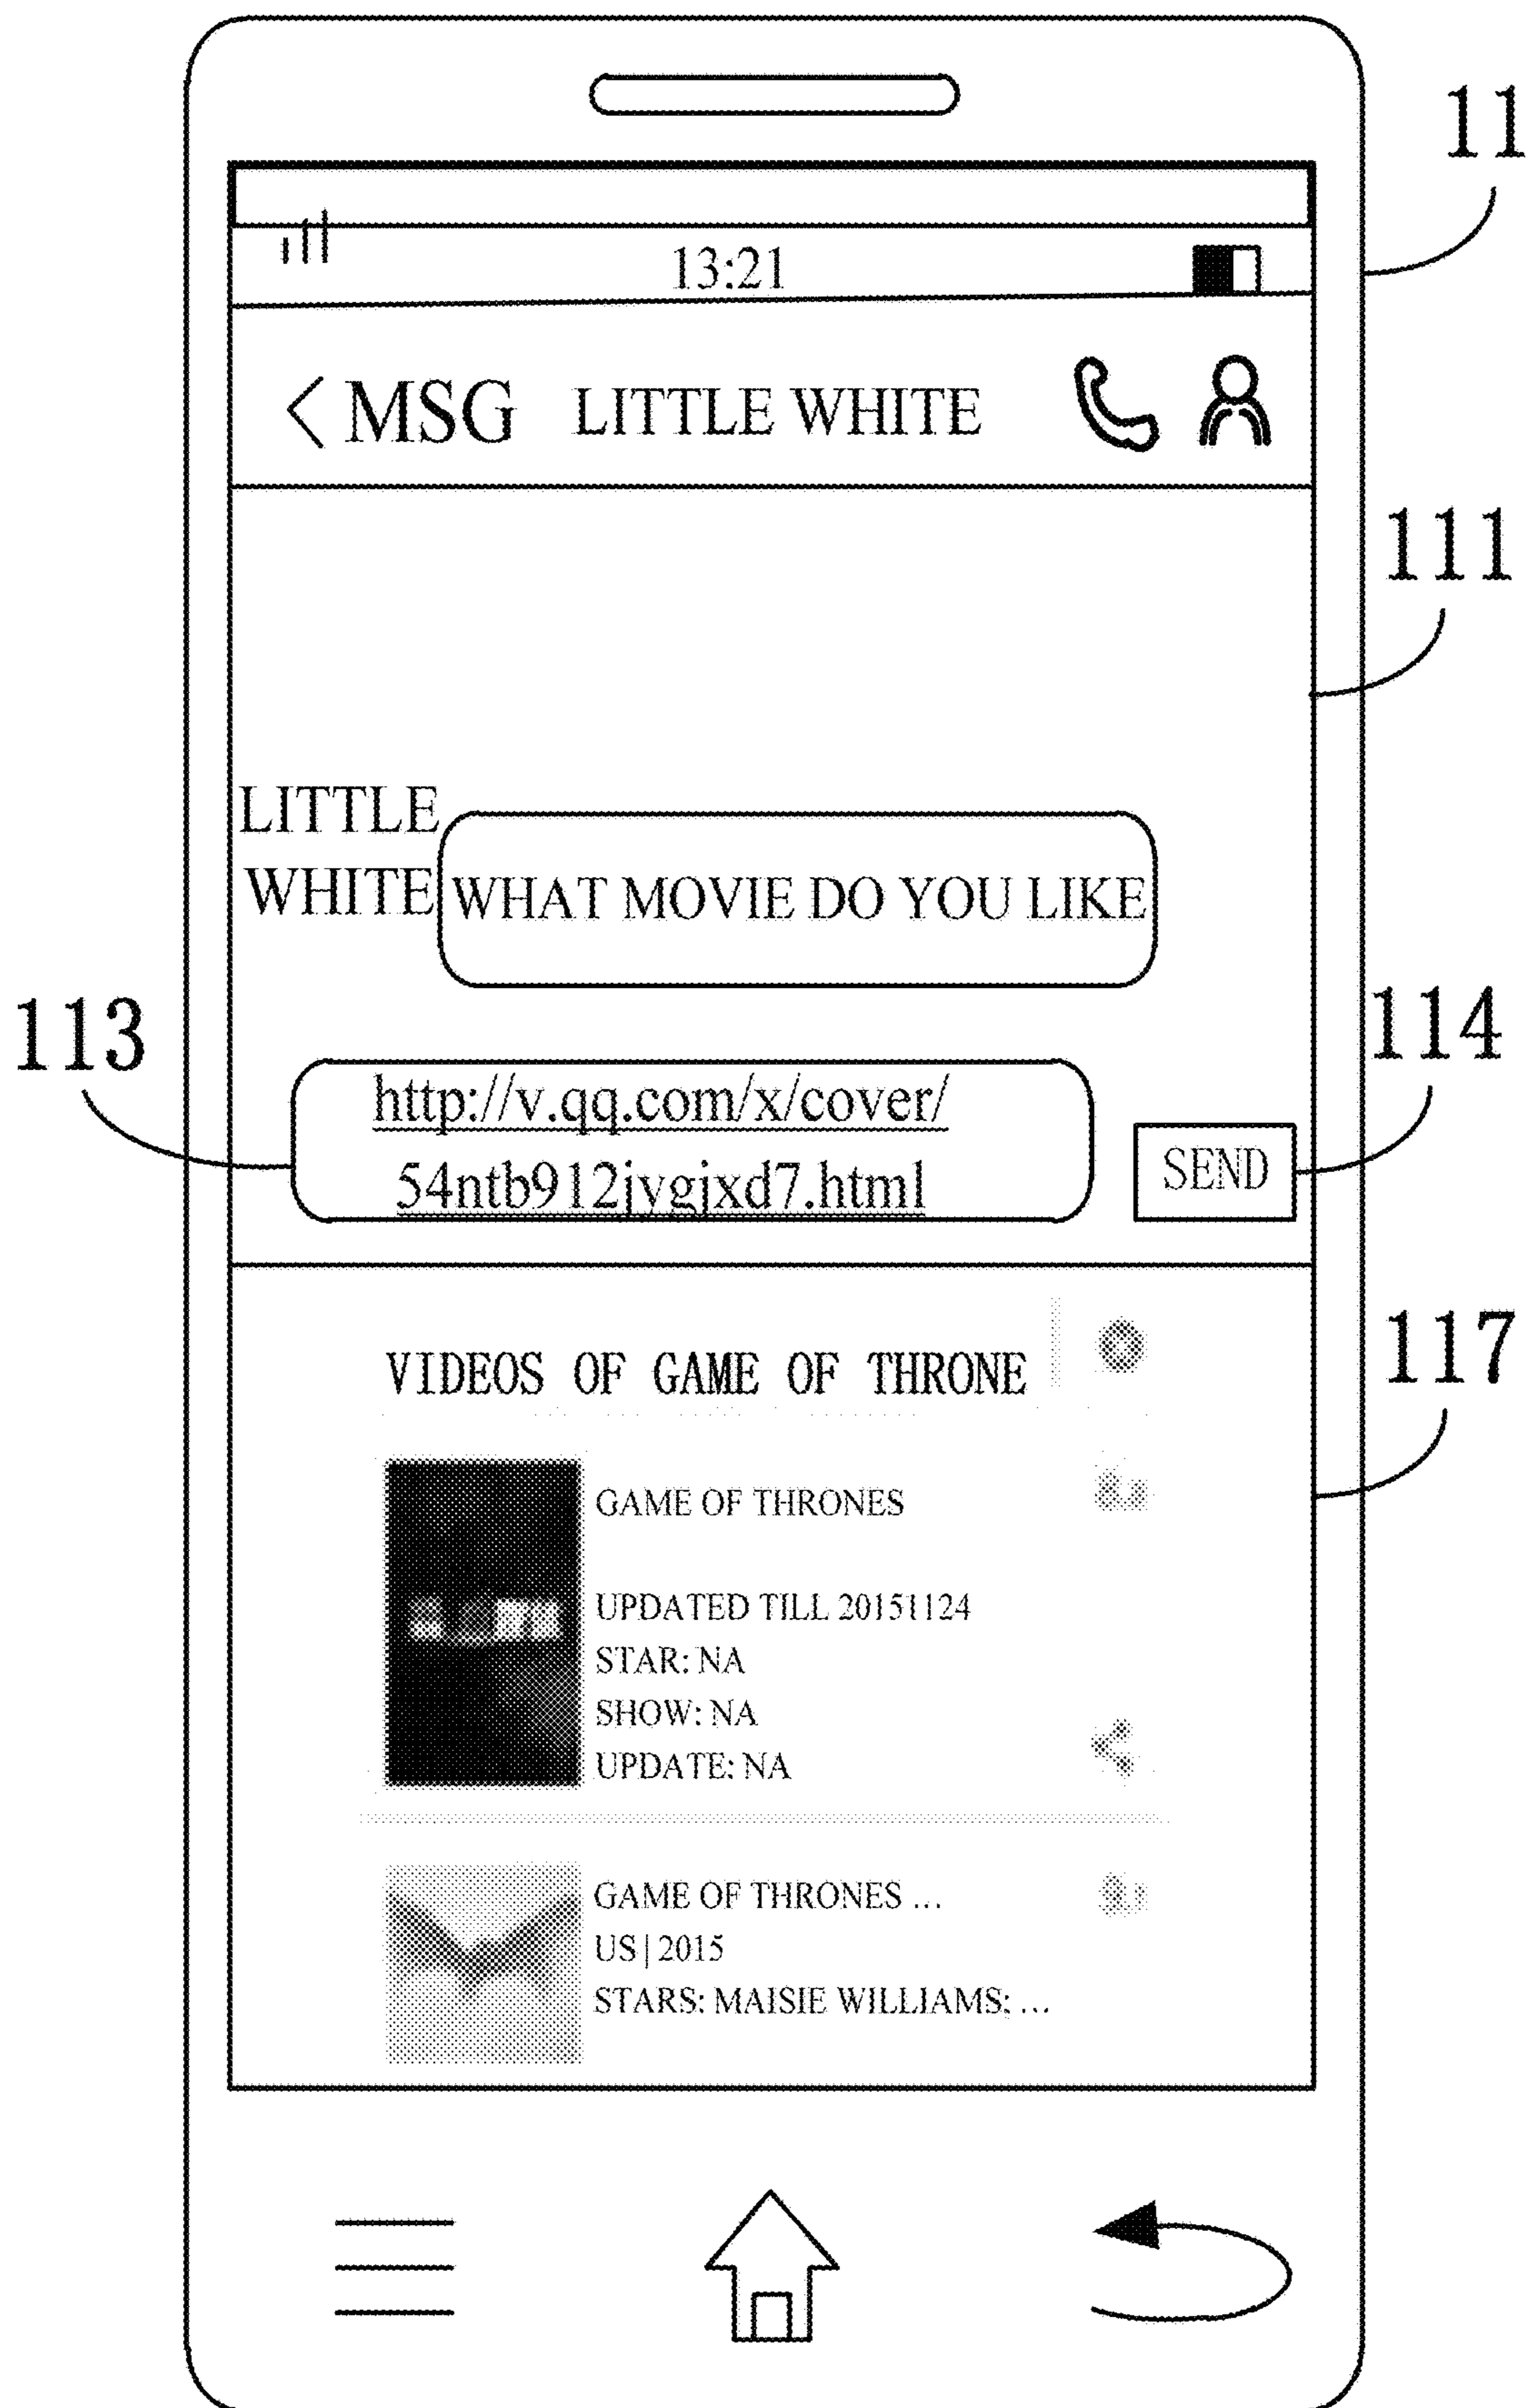 11
13:21
MSG LITTLE WHITE
111
LITTLE
WHITE
WHAT MOVIE DO YOU LIKE
113
114
http://v.qq.com/x/cover/
54ntb912jvgjxd7.html
SEND
117
VIDEOS OF GAME OF THRONE
GAME OF THRONES
UPDATED TILL 20151124
STAR: NA
SHOW: NA
UPDATE: NA
GAME OF THRONES ...
US | 2015
STARS: MAISIE WILLIAMS; ...